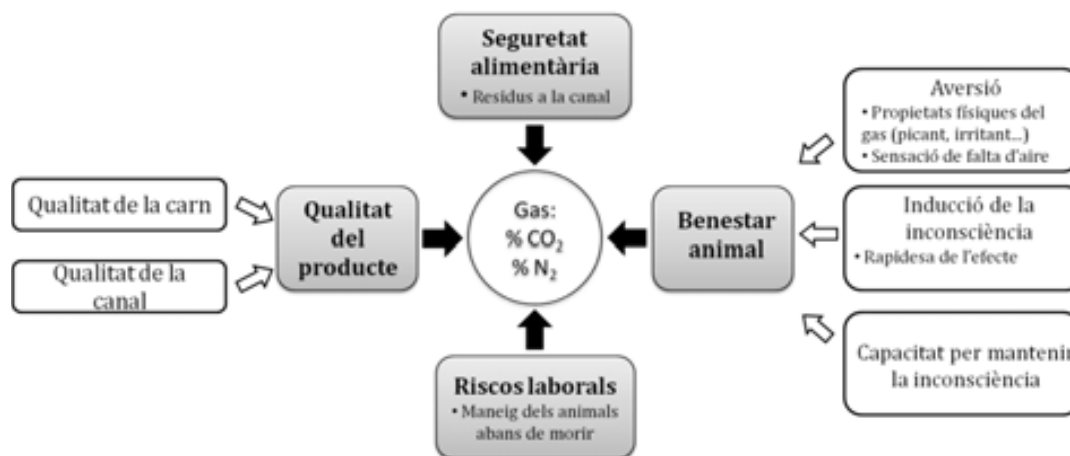 Seguretat
alimentària
• Residus a la canal
Aversió
• Propietats físiques del
gas (picant, irritant...)
• Sensació de falta d'aire
Qualitat de la carn
Qualitat de la
canal
Qualitat
del
producte
Gas:
% CO₂
% N₂
Benestar
animal
Inducció de la
inconsciència
• Rapidesa de l'efecte
Capacitat per mantenir
la inconsciència
Riscos laborals
• Maneig dels animals
abans de morir